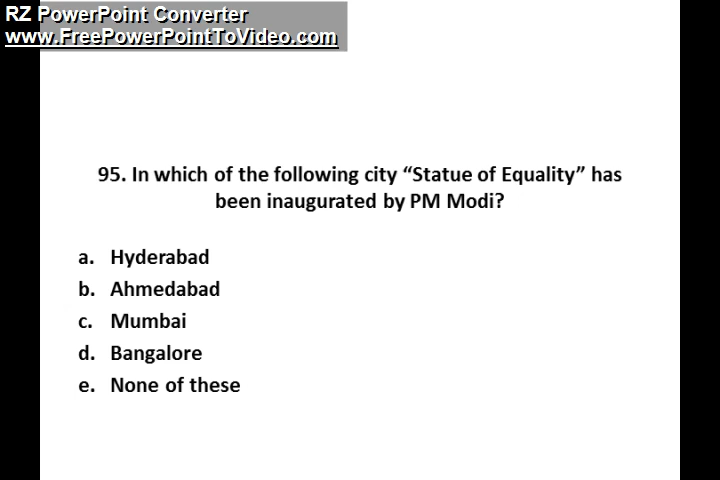 RZ PowerPoint Converter
www.FreePowerPointToVideo.com
95. In which of the following city “Statue of Equality” has
been inaugurated by PM Modi?
a. Hyderabad
b. Ahmedabad
c. Mumbai
d. Bangalore
e. None of these